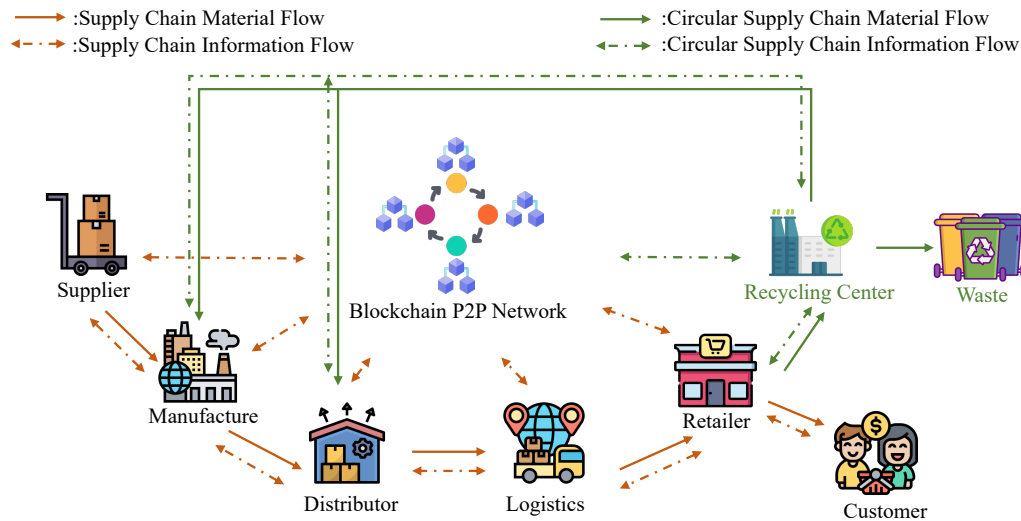 :Supply Chain Material Flow
:Supply Chain Information Flow
:Circular Supply Chain Material Flow
:Circular Supply Chain Information Flow
Supplier
Blockchain P2P Network
Recycling Center
Waste
Manufacture
Retailer
Distributor
Logistics
$
Customer